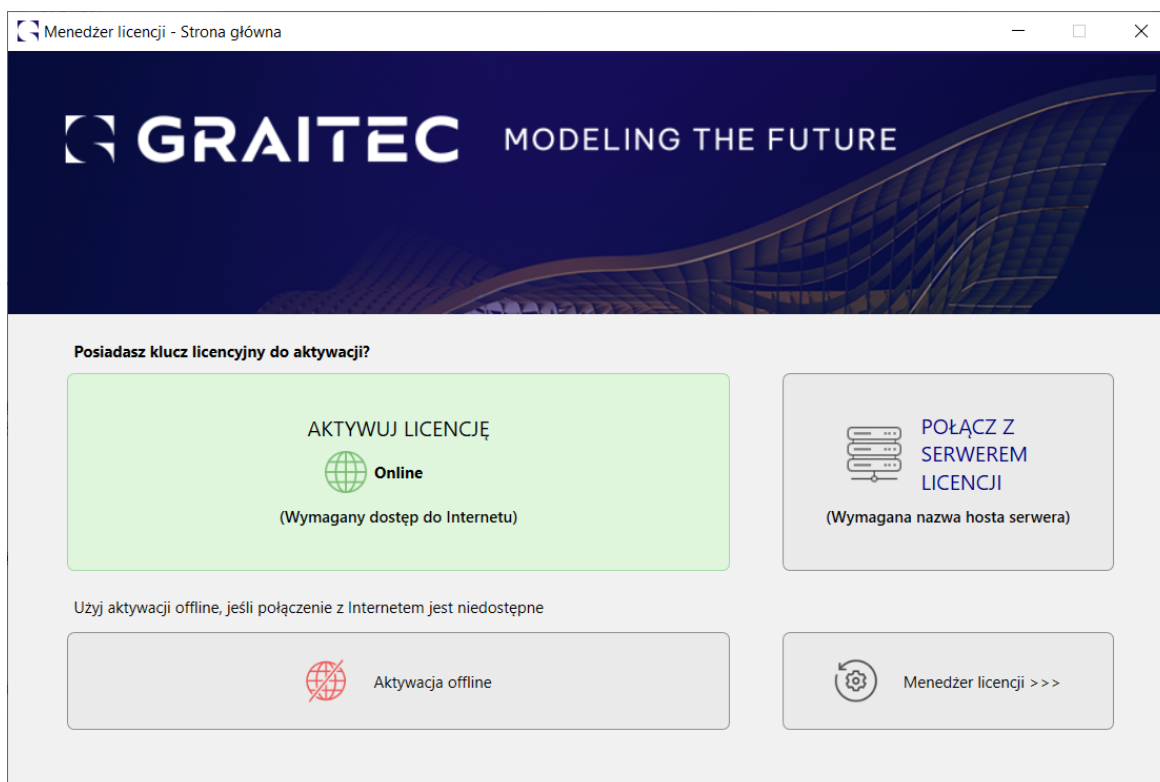 Menedżer licencji - Strona główna
GRAITEC MODELING THE FUTURE
Posiadasz klucz licencyjny do aktywacji?
AKTYWUJ LICENCJĘ
Online
(Wymagany dostęp do Internetu)
POŁĄCZ Z
SERWEREM
LICENCJI
(Wymagana nazwa hosta serwera)
Użyj aktywacji offline, jeśli połączenie z Internetem jest niedostępne
Aktywacja offline
Menedżer licencji >>>